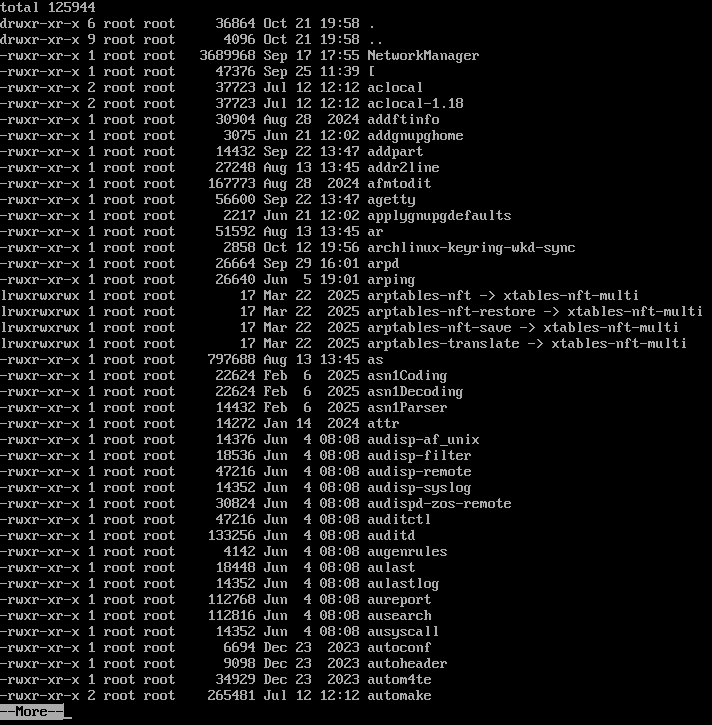 total 125944
drwxr-xr-x 6 root root    36864 Oct 21 19:58 .
drwxr-xr-x 9 root root     4096 Oct 21 19:58 ..
-rwxr-xr-x 1 root root  3689968 Sep 17 17:55 NetworkManager
-rwxr-xr-x 1 root root    47376 Sep 25 11:39 [
-rwxr-xr-x 2 root root    37723 Jul 12 12:12 aclocal
-rwxr-xr-x 2 root root    37723 Jul 12 12:12 aclocal-1.18
-rwxr-xr-x 1 root root    30904 Aug 28  2024 addftinfo
-rwxr-xr-x 1 root root     3075 Jun 21 12:02 addgnupghome
-rwxr-xr-x 1 root root    14432 Sep 22 13:47 addpart
-rwxr-xr-x 1 root root    27248 Aug 13 13:45 addr2line
-rwxr-xr-x 1 root root   167773 Aug 28  2024 afmtodit
-rwxr-xr-x 1 root root    56600 Sep 22 13:47 agetty
-rwxr-xr-x 1 root root     2217 Jun 21 12:02 applygnupgdefaults
-rwxr-xr-x 1 root root    51592 Aug 13 13:45 ar
-rwxr-xr-x 1 root root     2858 Oct 12 19:56 archlinux-keyring-wkd-sync
-rwxr-xr-x 1 root root    26664 Sep 29 16:01 arpd
-rwxr-xr-x 1 root root    26640 Jun  5 19:01 arping
lrwxrwxrwx 1 root root       17 Mar 22  2025 arptables-nft -> xtables-nft-multi
lrwxrwxrwx 1 root root       17 Mar 22  2025 arptables-nft-restore -> xtables-nft-multi
lrwxrwxrwx 1 root root       17 Mar 22  2025 arptables-nft-save -> xtables-nft-multi
lrwxrwxrwx 1 root root       17 Mar 22  2025 arptables-translate -> xtables-nft-multi
-rwxr-xr-x 1 root root   797688 Aug 13 13:45 as
-rwxr-xr-x 1 root root    22624 Feb  6  2025 asn1Coding
-rwxr-xr-x 1 root root    22624 Feb  6  2025 asn1Decoding
-rwxr-xr-x 1 root root    14432 Feb  6  2025 asn1Parser
-rwxr-xr-x 1 root root    14272 Jan 14  2024 attr
-rwxr-xr-x 1 root root    14376 Jun  4 08:08 audisp-af_unix
-rwxr-xr-x 1 root root    18536 Jun  4 08:08 audisp-filter
-rwxr-xr-x 1 root root    47216 Jun  4 08:08 audisp-remote
-rwxr-xr-x 1 root root    14352 Jun  4 08:08 audisp-syslog
-rwxr-xr-x 1 root root    30824 Jun  4 08:08 audispd-zos-remote
-rwxr-xr-x 1 root root    47216 Jun  4 08:08 auditctl
-rwxr-xr-x 1 root root   133256 Jun  4 08:08 auditd
-rwxr-xr-x 1 root root     4142 Jun  4 08:08 augenrules
-rwxr-xr-x 1 root root    18448 Jun  4 08:08 aulast
-rwxr-xr-x 1 root root    14352 Jun  4 08:08 aulastlog
-rwxr-xr-x 1 root root   112768 Jun  4 08:08 aureport
-rwxr-xr-x 1 root root   112816 Jun  4 08:08 ausearch
-rwxr-xr-x 1 root root    14352 Jun  4 08:08 ausyscall
-rwxr-xr-x 1 root root     6694 Dec 23  2023 autoconf
-rwxr-xr-x 1 root root     9098 Dec 23  2023 autoheader
-rwxr-xr-x 1 root root    34929 Dec 23  2023 autom4te
-rwxr-xr-x 2 root root   265481 Jul 12 12:12 automake
--More--